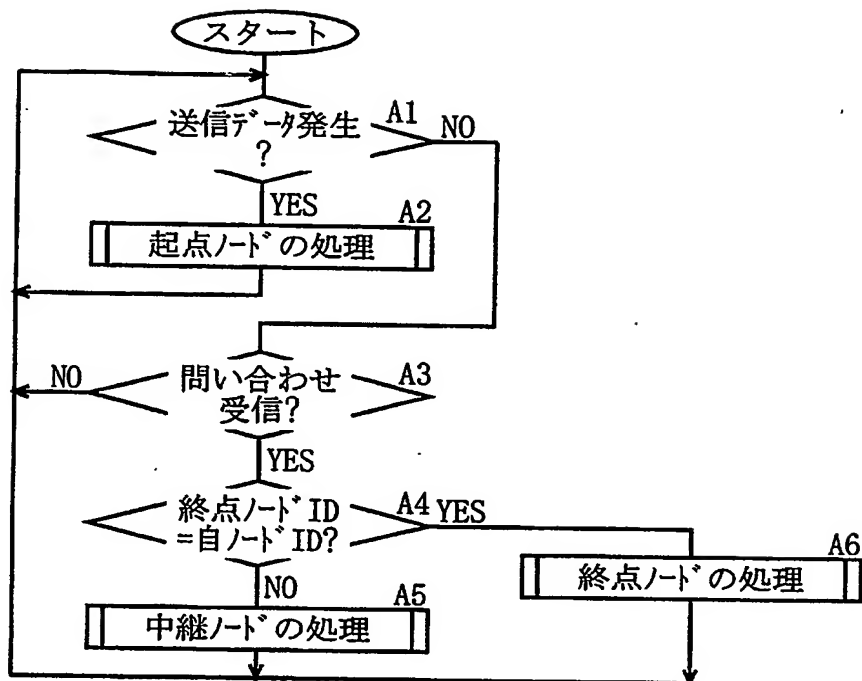 スタート
送信データ発生
?
A1
NO
YES
A2
起点ノードの処理
問い合わせ
受信?
A3
NO
YES
終点ノードID
=自ノードID?
A4
YES
NO
A5
中継ノードの処理
A6
終点ノードの処理